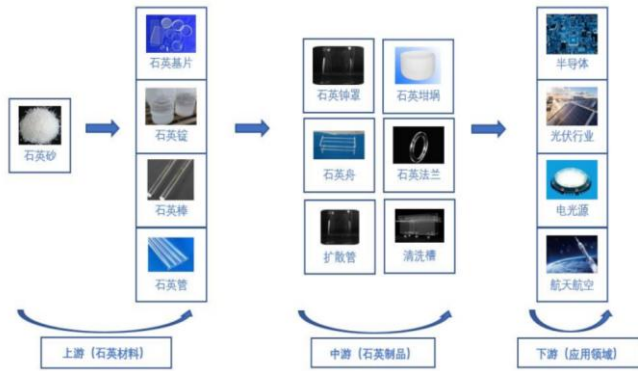 石英砂
石英基片
石英锭
石英棒
石英管
石英钟罩
石英坩埚
石英舟
石英法兰
扩散管
清洗槽
半导体
光伏行业
电光源
航天航空
上游（石英材料）
中游（石英制品）
下游（应用领域）